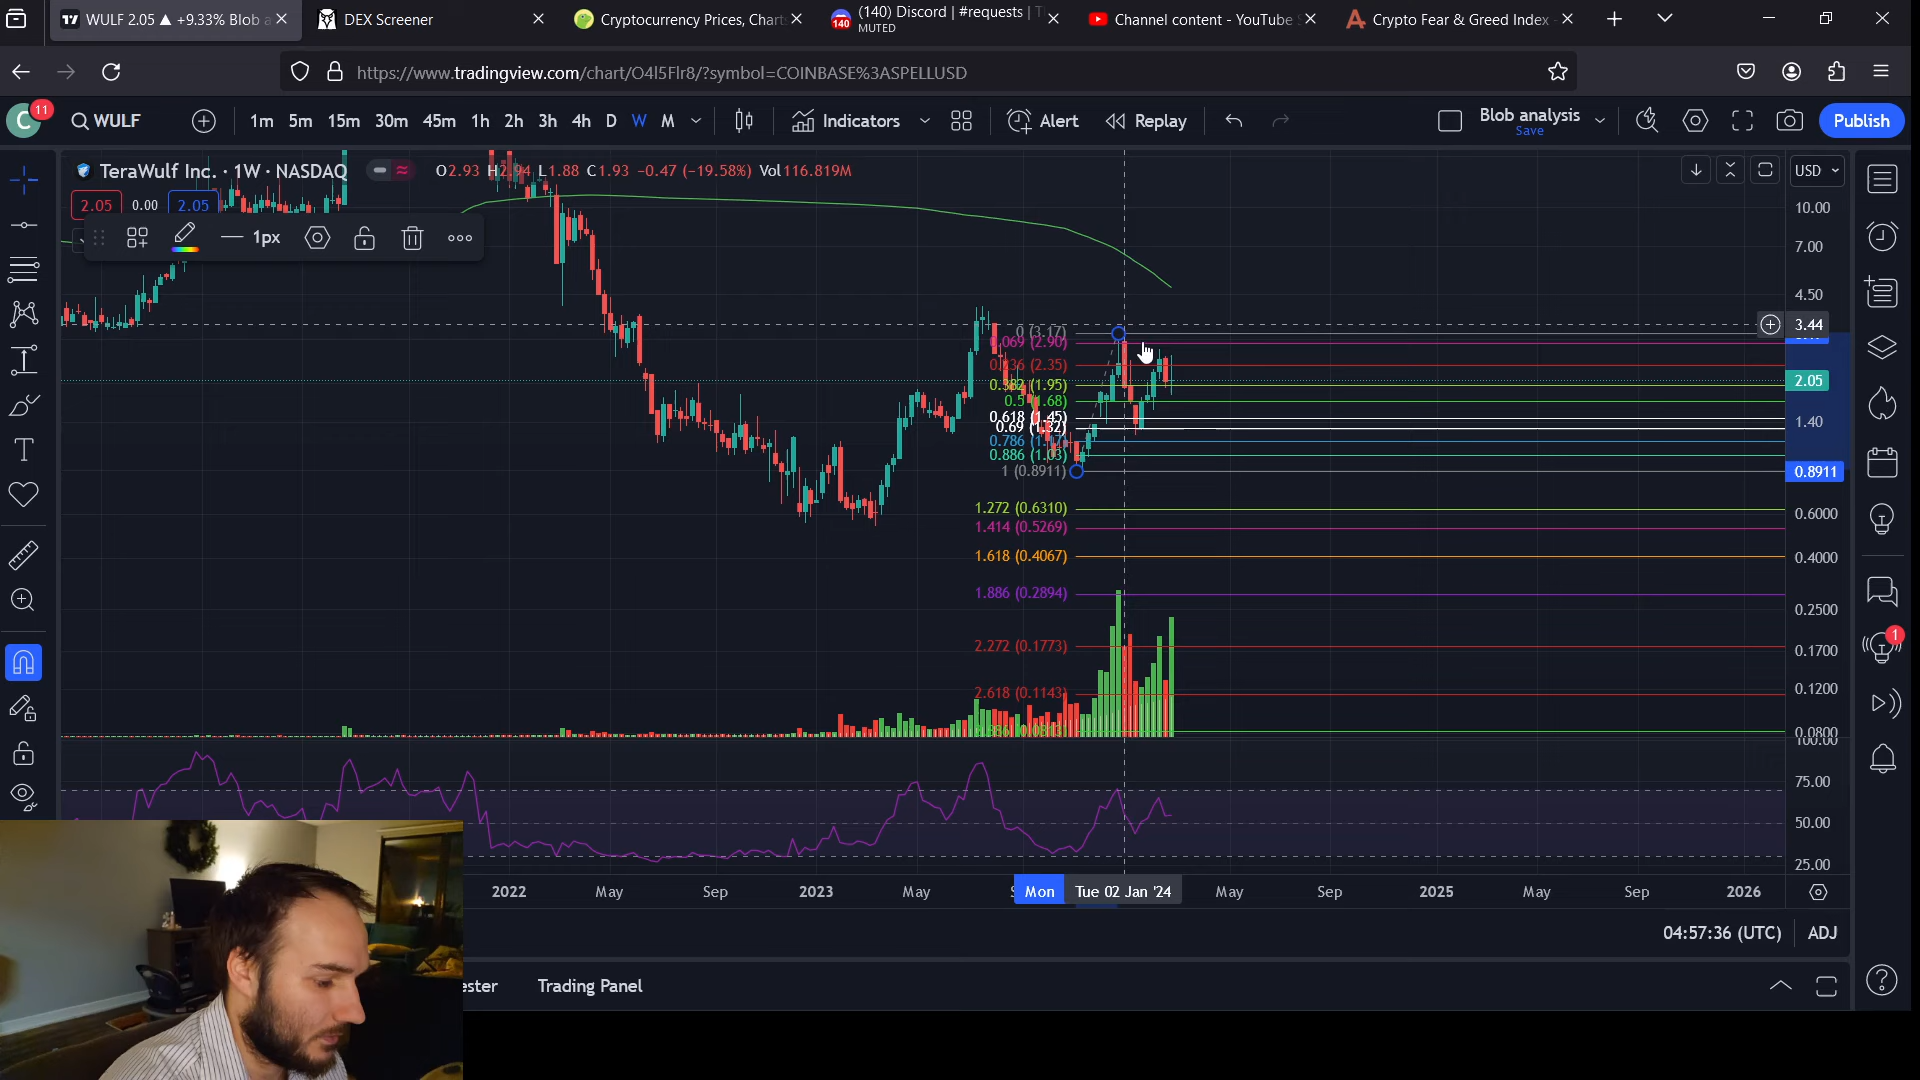 WULF 2.05 ▲ +9.33% Blob a
DEX Screener
Cryptocurrency Prices, Chart
(140) Discord | #requests | T
MUTED
140
Channel content - YouTube S
Crypto Fear & Greed Index -
https://www.tradingview.com/chart/O4l5Flr8/?symbol=COINBASE%3ASPELLUSD
C
11
WULF
1m 5m 15m 30m 45m 1h 2h 3h 4h D W M
Indicators
Alert
Replay
Blob analysis
Save
Publish
TeraWulf Inc. · 1W · NASDAQ
O2.93 H2.94 L1.88 C1.93 −0.47 (−19.58%) Vol116.819M
USD
2.05 0.00 2.05
1px
10.00
7.00
4.50
3.44
2.05
1.40
0.8911
0.6000
0.4000
0.2500
0.1700
0.1200
0.0800
100.00
75.00
50.00
25.00
0 (3.17)
0.069 (2.90)
0.236 (2.35)
0.382 (1.95)
0.5 (1.68)
0.618 (1.45)
0.69 (1.32)
0.786 (1.17)
0.886 (1.03)
1 (0.8911)
1.272 (0.6310)
1.414 (0.5269)
1.618 (0.4067)
1.886 (0.2894)
2.272 (0.1773)
2.618 (0.1143)
1
2022 May Sep 2023 May Mon Tue 02 Jan '24 May Sep 2025 May Sep 2026
04:57:36 (UTC) ADJ
ester
Trading Panel